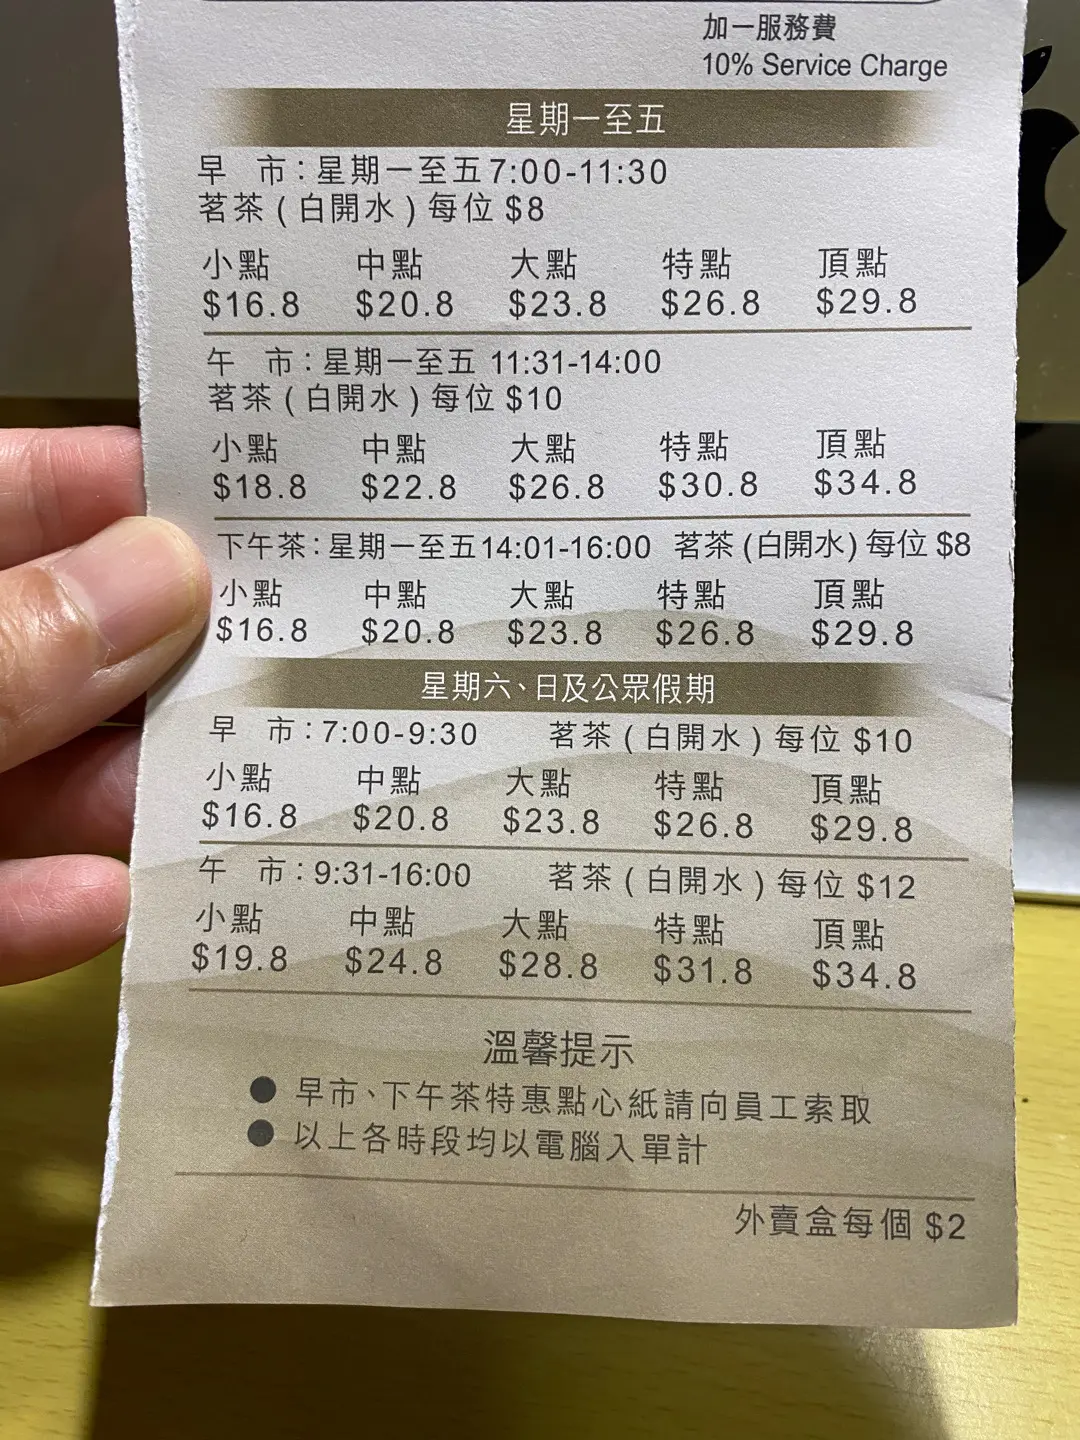 加一服務費
10% Service Charge
星期一至五
早 市：星期一至五7:00-11:30
茗茶(白開水)每位 $8
小點 中點 大點 特點 頂點
$16.8 $20.8 $23.8 $26.8 $29.8
午 市：星期一至五 11:31-14:00
茗茶(白開水)每位 $10
小點 中點 大點 特點 頂點
$18.8 $22.8 $26.8 $30.8 $34.8
下午茶：星期一至五14:01-16:00 茗茶(白開水)每位 $8
小點 中點 大點 特點 頂點
$16.8 $20.8 $23.8 $26.8 $29.8
星期六、日及公眾假期
早 市：7:00-9:30 茗茶(白開水)每位 $10
小點 中點 大點 特點 頂點
$16.8 $20.8 $23.8 $26.8 $29.8
午 市：9:31-16:00 茗茶(白開水)每位 $12
小點 中點 大點 特點 頂點
$19.8 $24.8 $28.8 $31.8 $34.8
溫馨提示
● 早市、下午茶特惠點心紙請向員工索取
● 以上各時段均以電腦入單計
外賣盒每個 $2